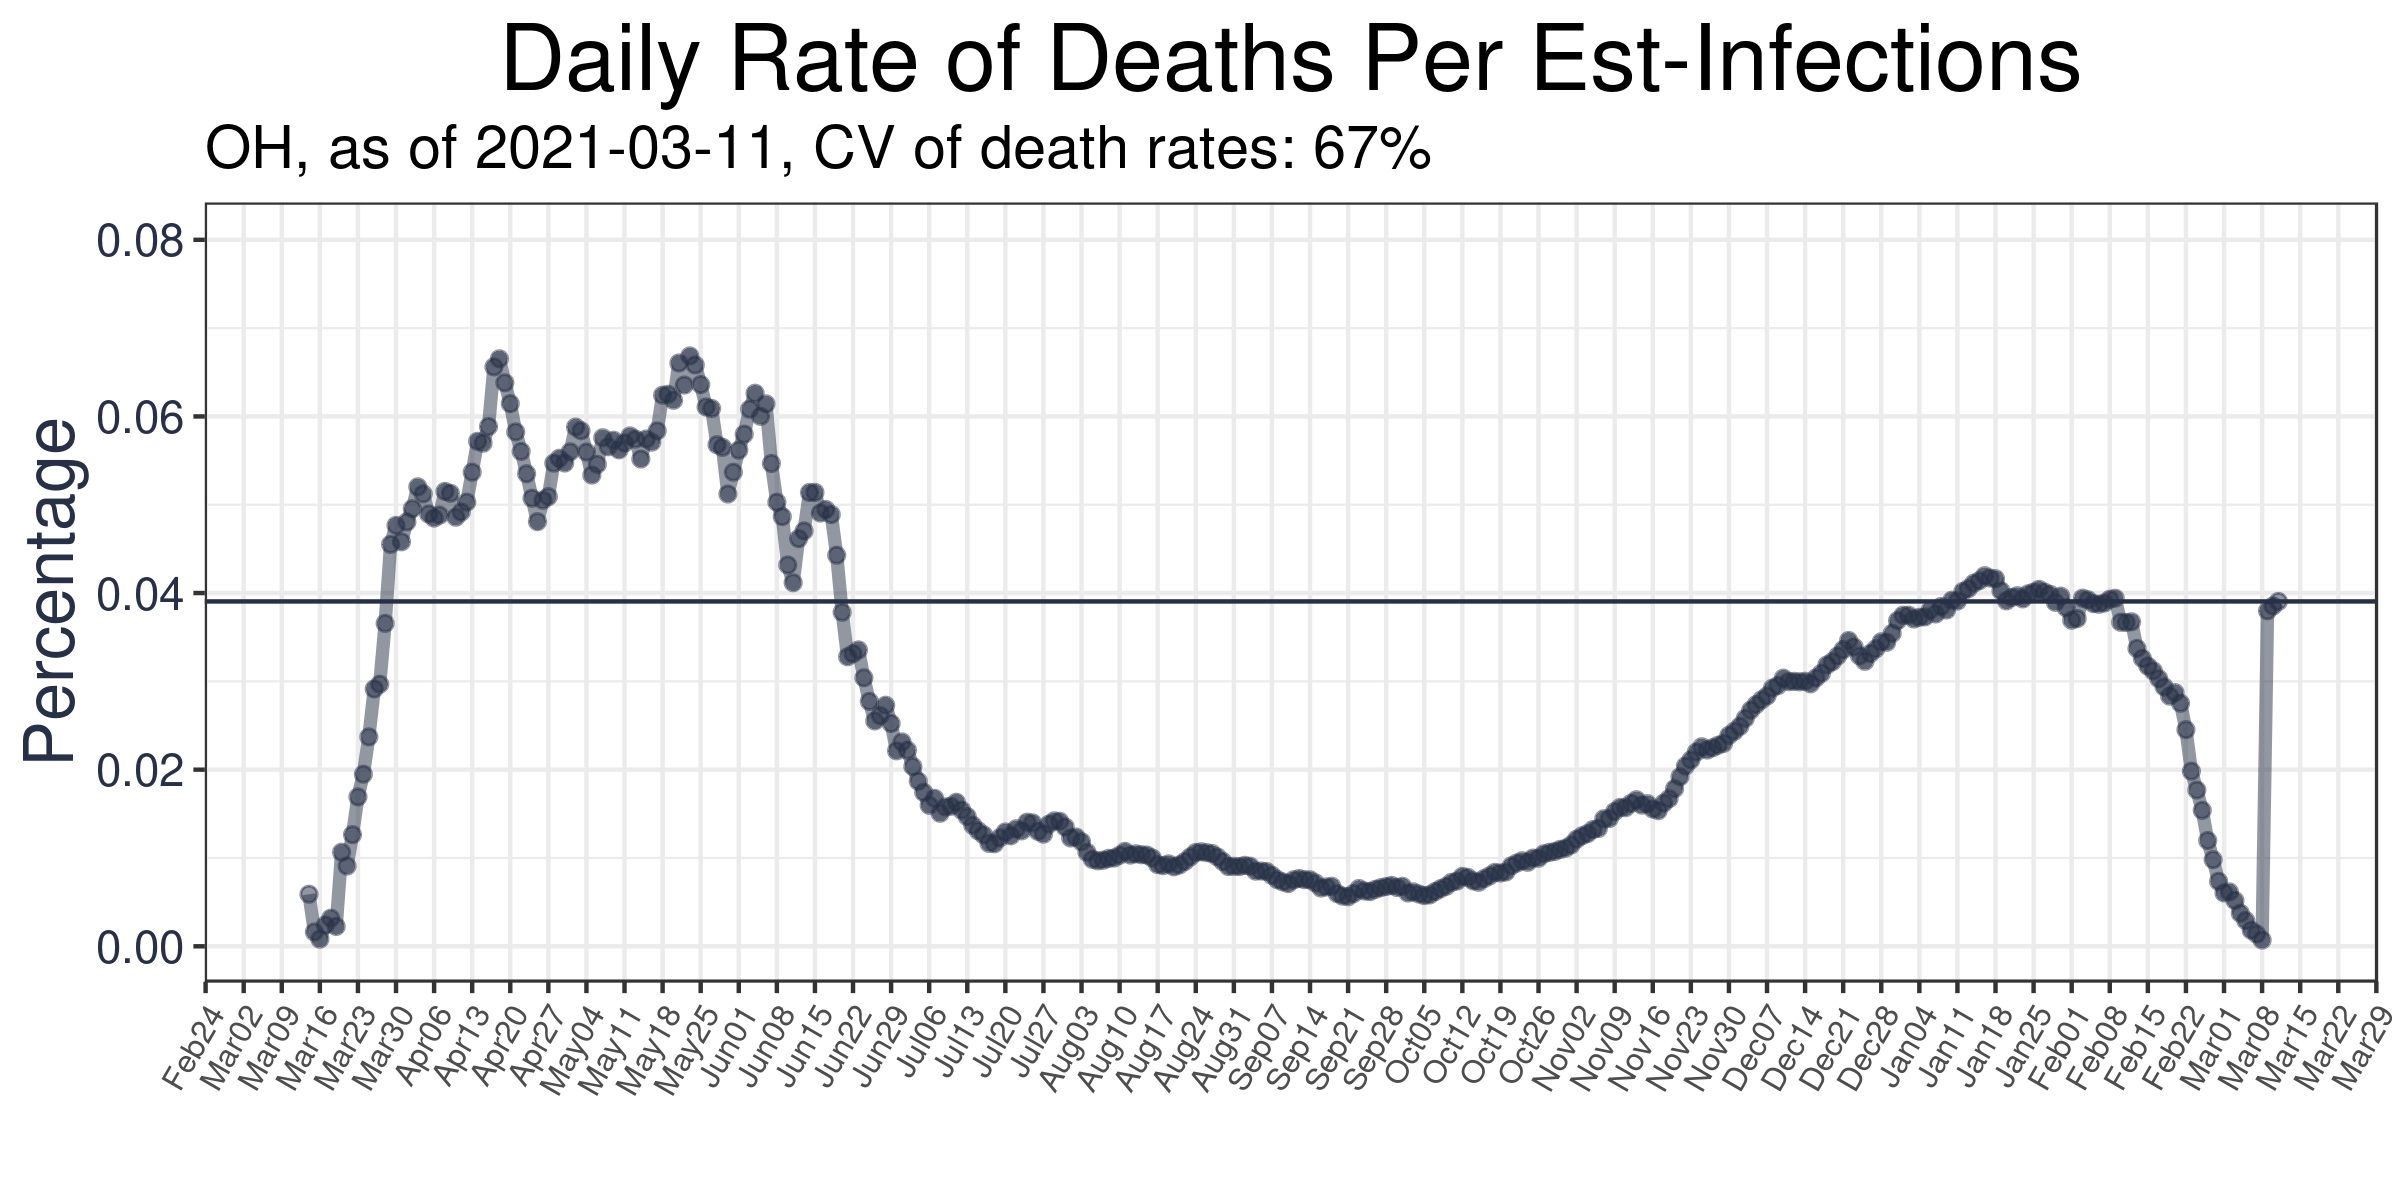 Daily Rate of Deaths Per Est-Infections
OH, as of 2021-03-11, CV of death rates: 67%
Percentage
0.08
0.06
0.04
0.02
0.00
Feb24 Mar02 Mar09 Mar16 Mar23 Mar30 Apr06 Apr13 Apr20 Apr27 May04 May11 May18 May25 Jun01 Jun08 Jun15 Jun22 Jun29 Jul06 Jul13 Jul20 Jul27 Aug03 Aug10 Aug17 Aug24 Aug31 Sep07 Sep14 Sep21 Sep28 Oct05 Oct12 Oct19 Oct26 Nov02 Nov09 Nov16 Nov23 Nov30 Dec07 Dec14 Dec21 Dec28 Jan04 Jan11 Jan18 Jan25 Feb01 Feb08 Feb15 Feb22 Mar01 Mar08 Mar15 Mar22 Mar29